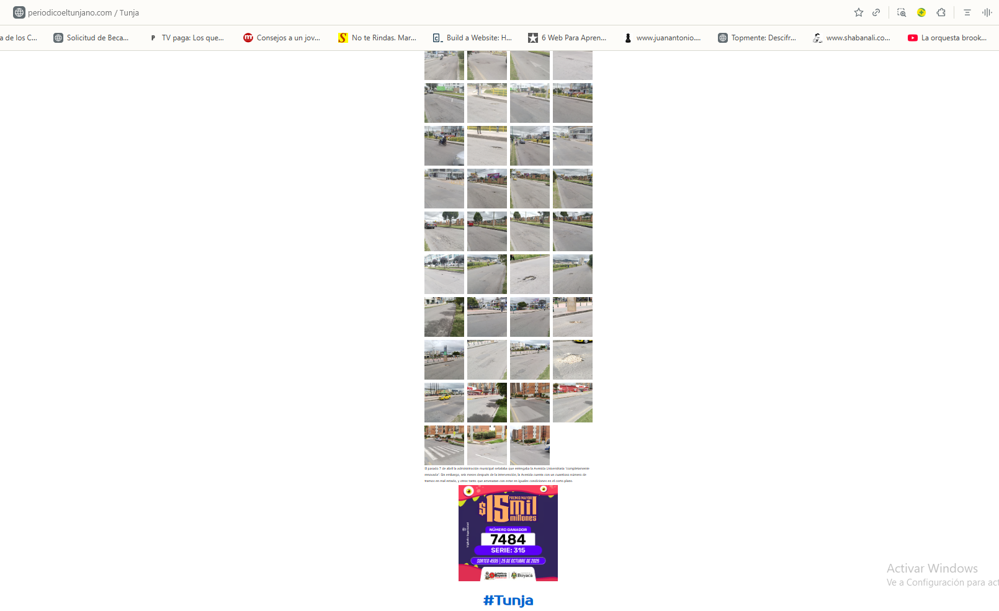 periodicoeltunjano.com / Tunja
a de los C...
Solicitud de Beca...
TV paga: Los que...
Consejos a un jov...
No te Rindas. Mar...
Build a Website: H...
6 Web Para Apren...
www.juanantonio....
Topmente: Descifr...
www.shabanali.co...
La orquesta brook...
El pasado 7 de abril la administración municipal señalaba que entregaba la Avenida Universitaria "completamente
renovada". Sin embargo, seis meses después de la intervención, la Avenida cuenta con un cuantioso número de
tramos en mal estado, y otros tanto que amenazan con estar en iguales condiciones en el corto plazo.
PREMIO MAYOR
$15 mil
millones
NÚMERO GANADOR
7484
SERIE: 315
SORTEO 4595 | 25 DE OCTUBRE DE 2025
Lotería de
Boyacá
Boyacá
#Tunja
Activar Windows
Ve a Configuración para act